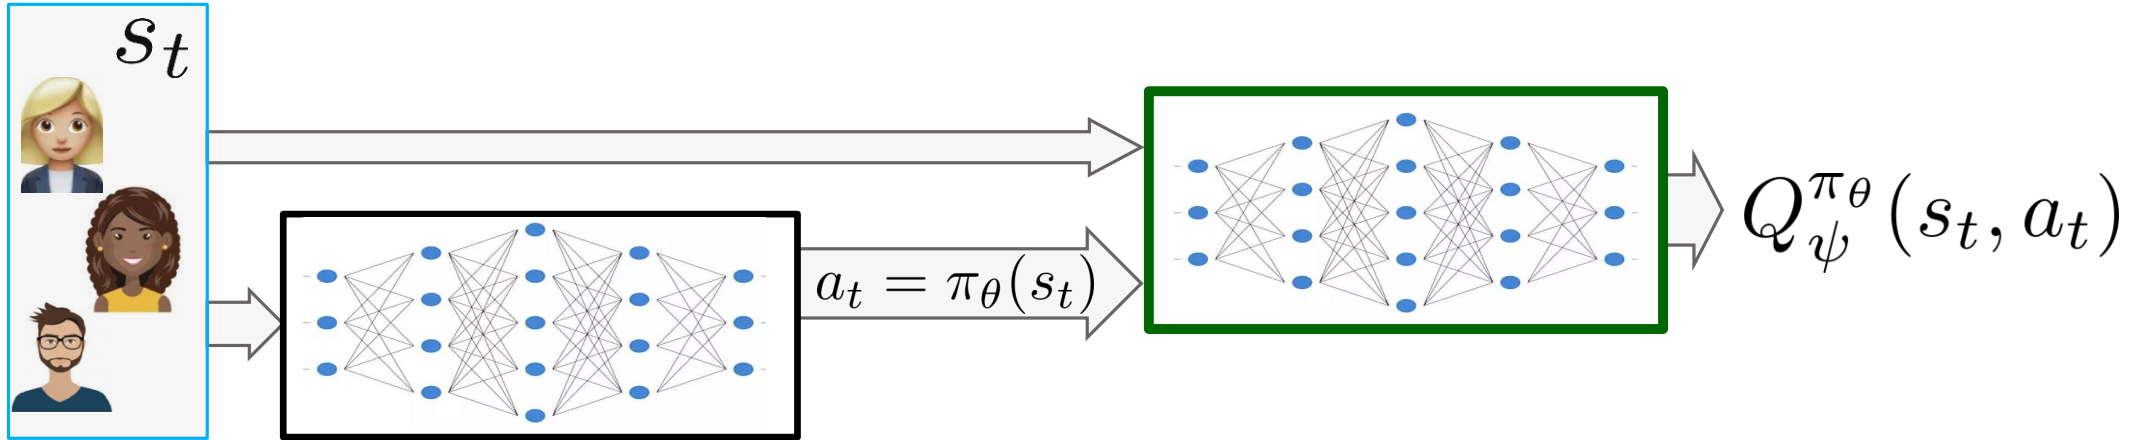 s_t
a_t = π_θ(s_t)
Q_ψ^{π_θ}(s_t, a_t)